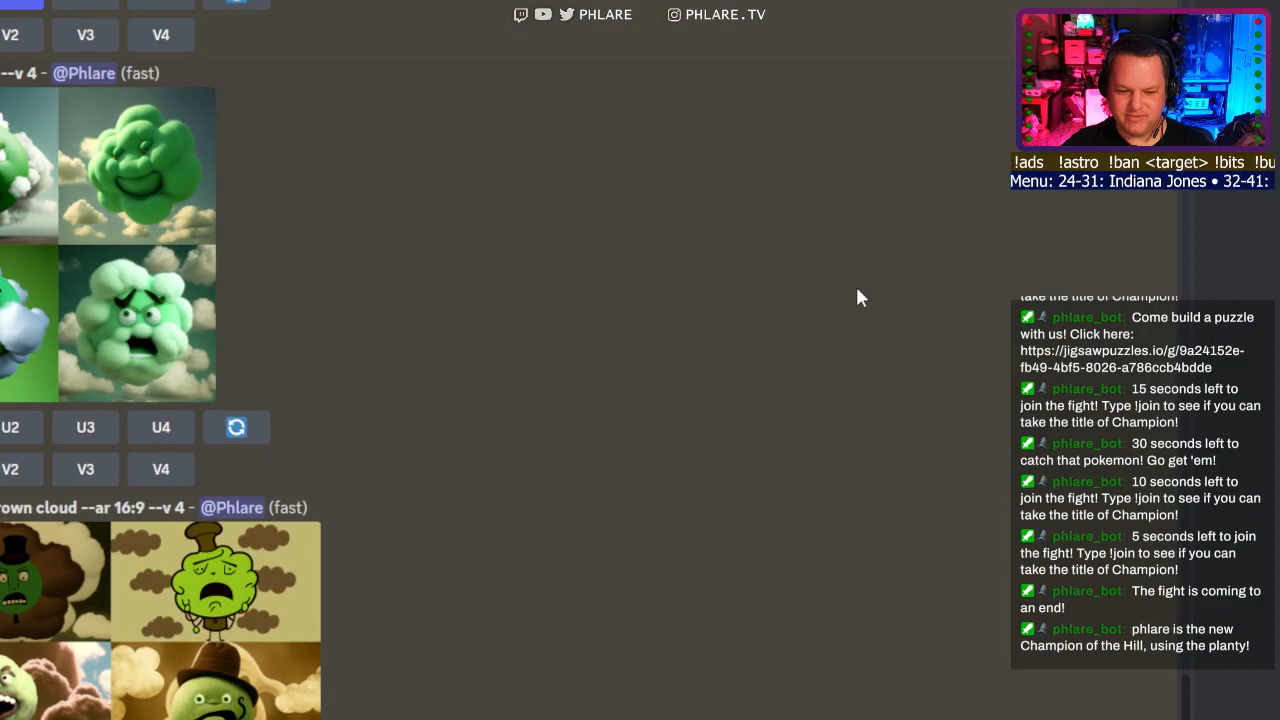 PHLARE
PHLARE.TV
V2
V3
V4
--v 4 - @Phlare (fast)
!ads !astro !ban <target> !bits !bu
Menu: 24-31: Indiana Jones • 32-41:
take the title of Champion!
phlare_bot: Come build a puzzle
with us! Click here:
https://jigsawpuzzles.io/g/9a24152e-
fb49-4bf5-8026-a786ccb4bdde
phlare_bot: 15 seconds left to
join the fight! Type !join to see if you can
take the title of Champion!
phlare_bot: 30 seconds left to
catch that pokemon! Go get 'em!
phlare_bot: 10 seconds left to
join the fight! Type !join to see if you can
take the title of Champion!
phlare_bot: 5 seconds left to join
the fight! Type !join to see if you can
take the title of Champion!
phlare_bot: The fight is coming to
an end!
phlare_bot: phlare is the new
Champion of the Hill, using the planty!
U2
U3
U4
V2
V3
V4
rown cloud --ar 16:9 --v 4 - @Phlare (fast)